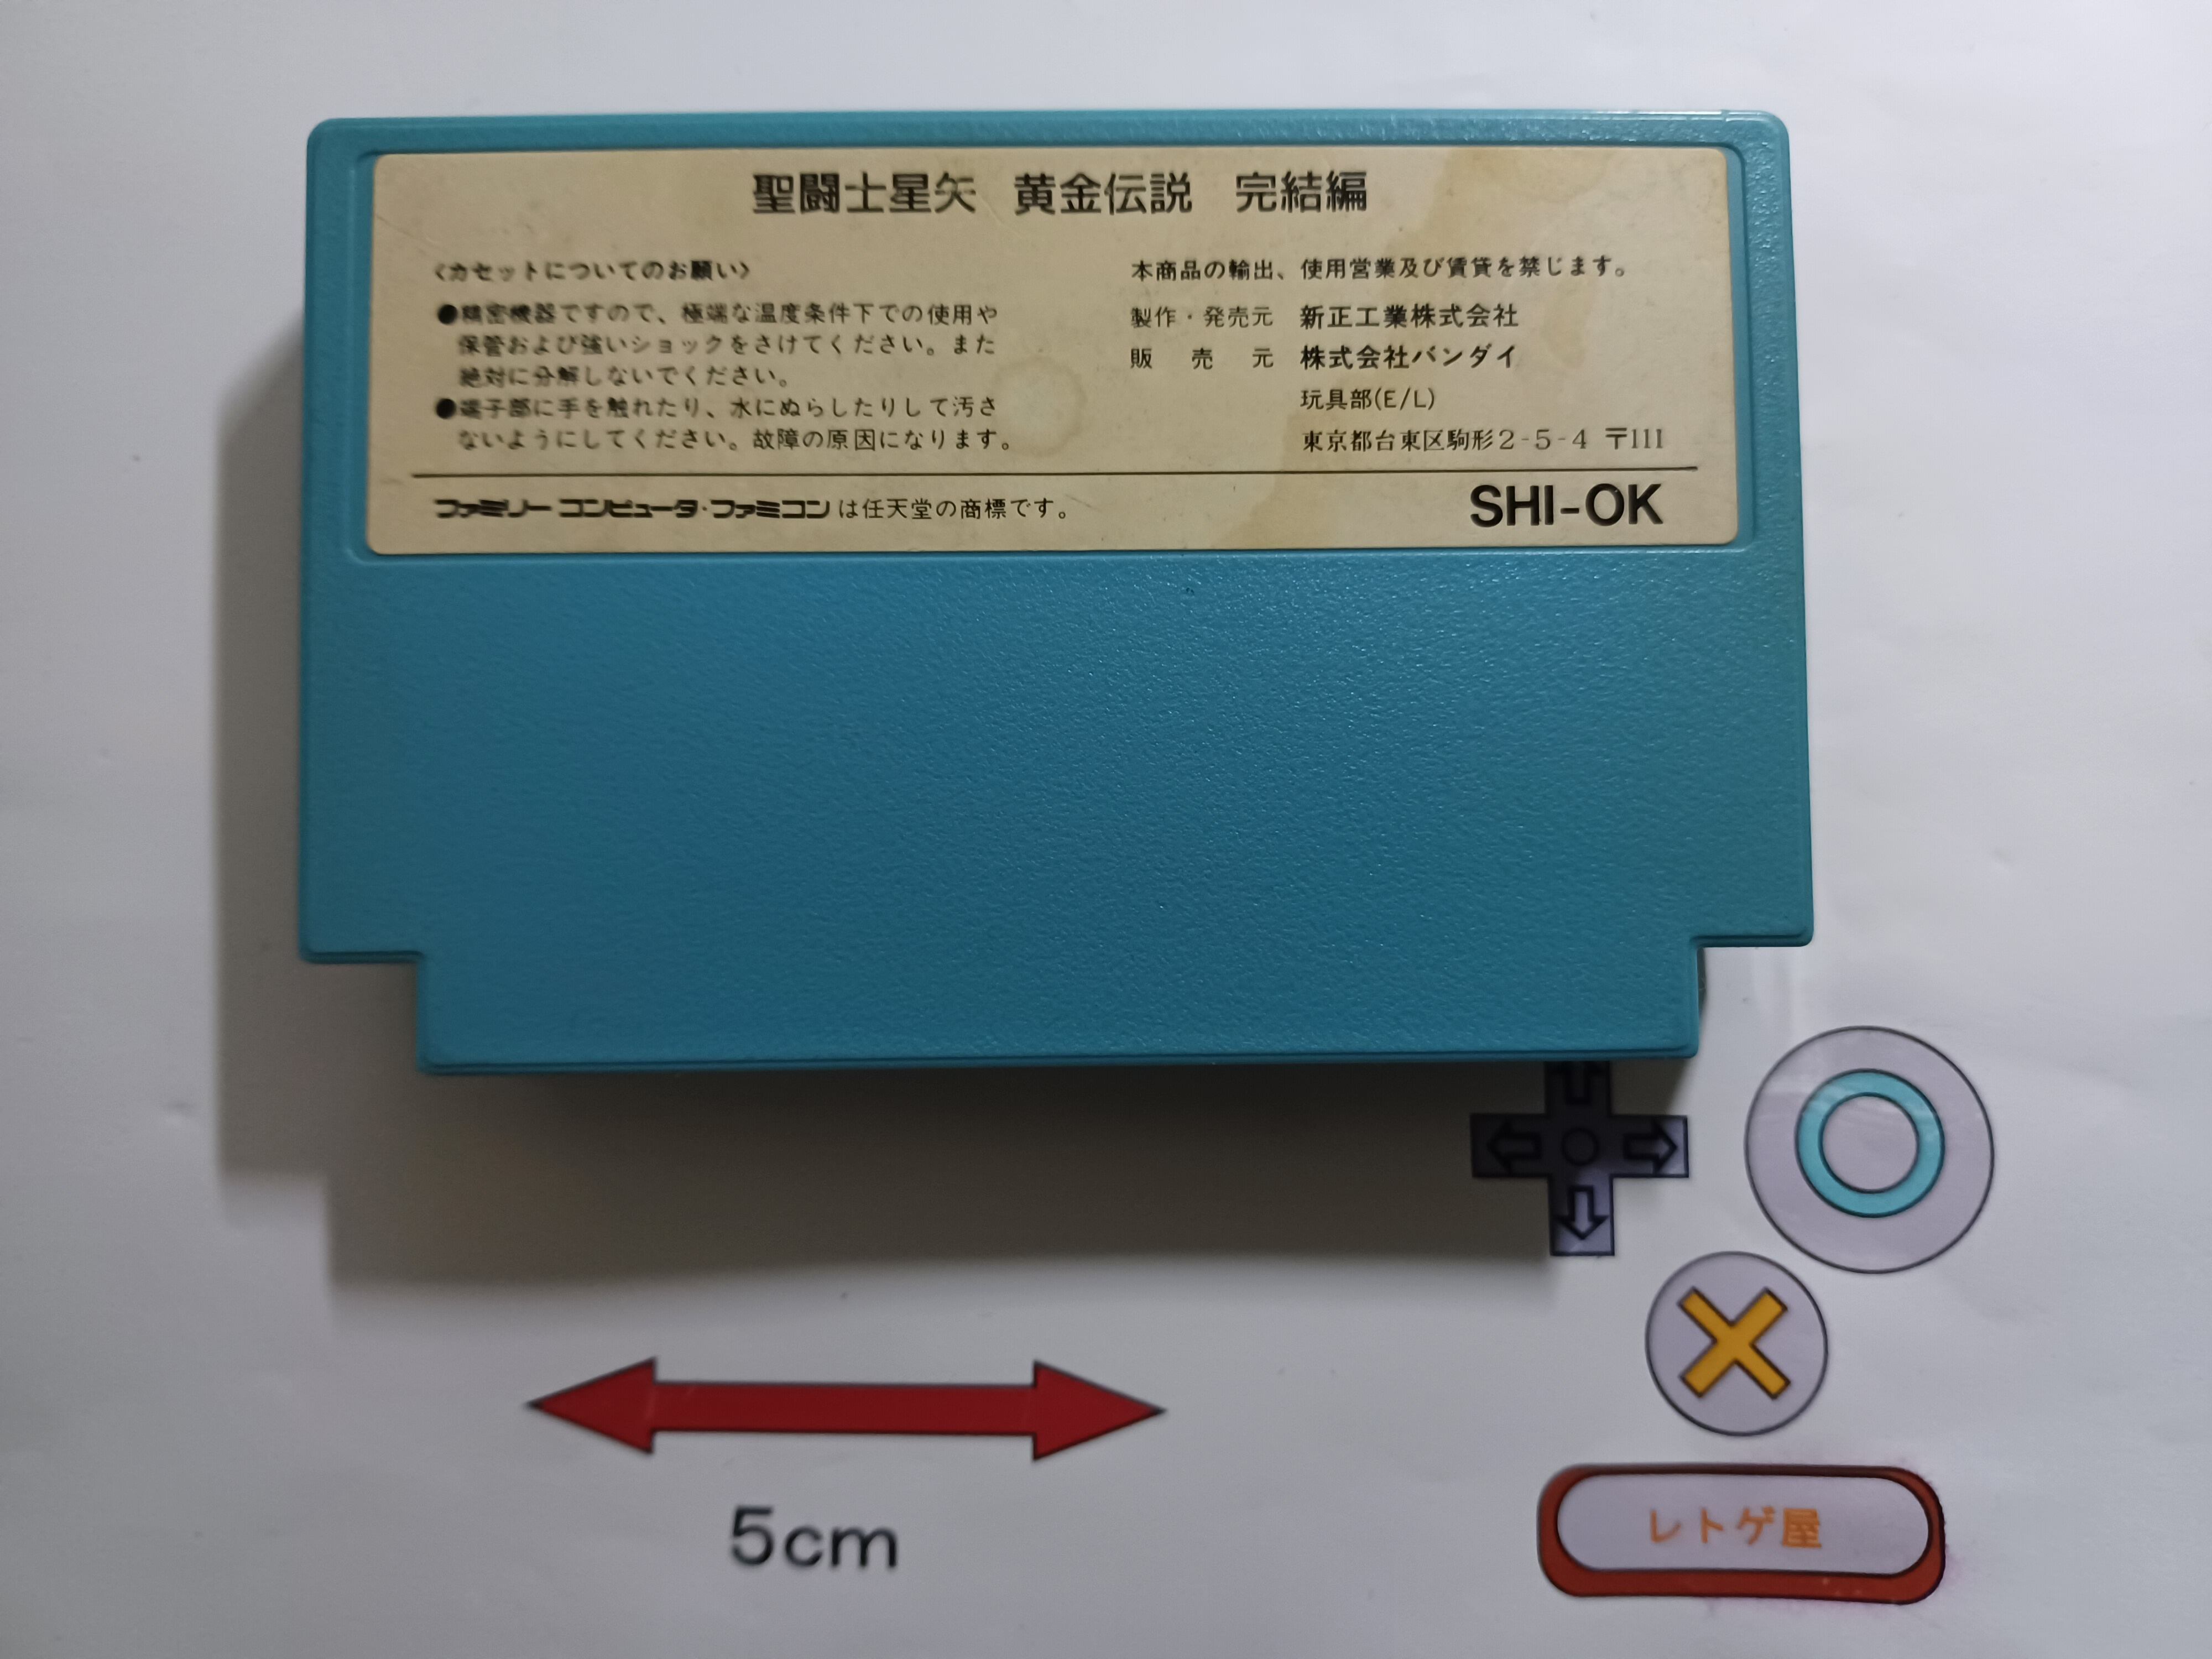 聖闘士星矢 黄金伝説 完結編
〈カセットについてのお願い〉
●精密機器ですので、極端な温度条件下での使用や
保管および強いショックをさけてください。また
絶対に分解しないでください。
●端子部に手を触れたり、水にぬらしたりして汚さ
ないようにしてください。故障の原因になります。
本商品の輸出、使用営業及び賃貸を禁じます。
製作・発売元 新正工業株式会社
販売元 株式会社バンダイ
玩具部(E/L)
東京都台東区駒形2-5-4 〒111
ファミリーコンピュータ・ファミコンは任天堂の商標です。
SHI-OK
5cm
レトゲ屋